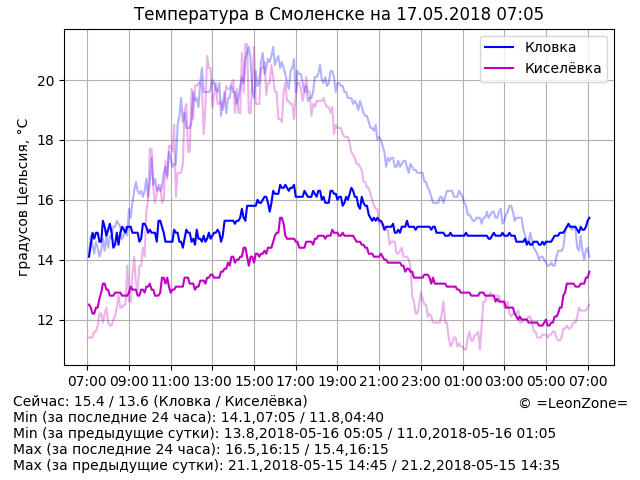 Температура в Смоленске на 17.05.2018 07:05
Кловка
Киселёвка
градусов Цельсия, °C
20
18
16
14
12
07:00 09:00 11:00 13:00 15:00 17:00 19:00 21:00 23:00 01:00 03:00 05:00 07:00
Сейчас: 15.4 / 13.6 (Кловка / Киселёвка)
© =LeonZone=
Min (за последние 24 часа): 14.1,07:05 / 11.8,04:40
Min (за предыдущие сутки): 13.8,2018-05-16 05:05 / 11.0,2018-05-16 01:05
Max (за последние 24 часа): 16.5,16:15 / 15.4,16:15
Max (за предыдущие сутки): 21.1,2018-05-15 14:45 / 21.2,2018-05-15 14:35